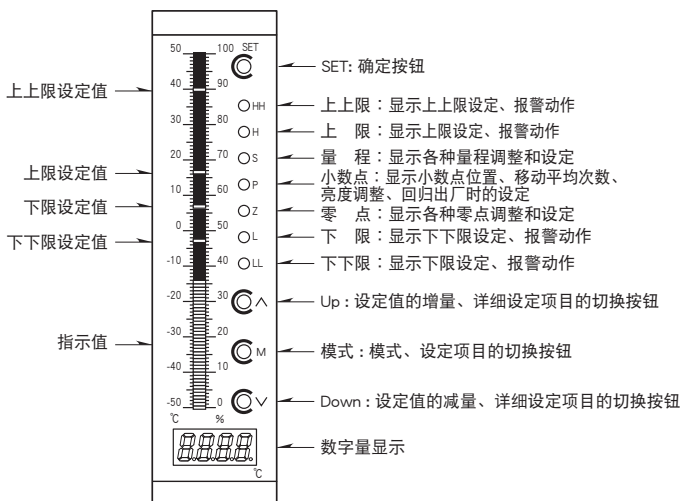 50 100 SET
SET: 确定按钮
40 90
上上限设定值
HH
上上限：显示上上限设定、报警动作
30 80
H
上 限：显示上限设定、报警动作
20 70
S
量 程：显示各种量程调整和设定
上限设定值
P
小数点：显示小数点位置、移动平均次数、
亮度调整、回归出厂时的设定
10 60
下限设定值
Z
零 点：显示各种零点调整和设定
0 50
下下限设定值
L
下 限：显示下下限设定、报警动作
-10 40
LL
下下限：显示下限设定、报警动作
-20 30
Up：设定值的增量、详细设定项目的切换按钮
-30 20
指示值
M
模式：模式、设定项目的切换按钮
-40 10
-50 0
Down：设定值的减量、详细设定项目的切换按钮
℃ %
8.8.8.8
数字量显示
℃